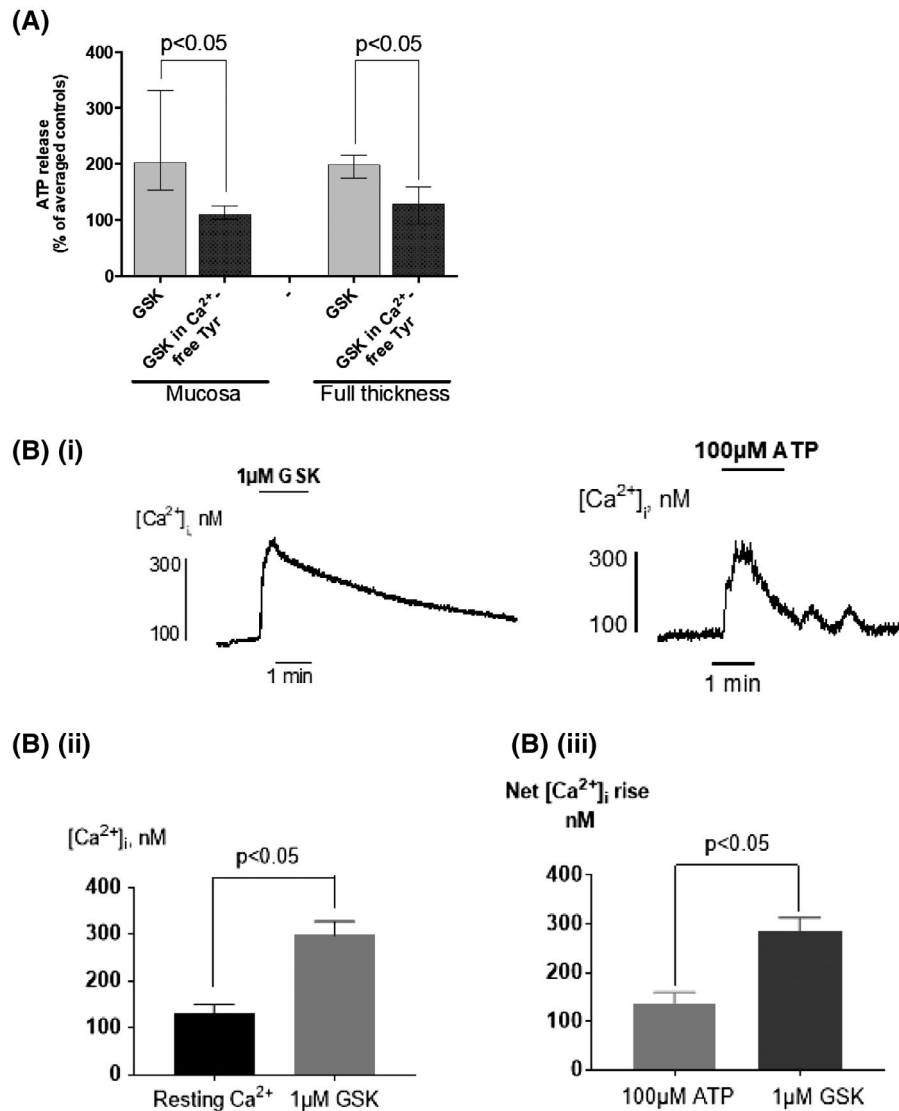 (A)
p<0.05
p<0.05
ATP release
(% of averaged controls)
400
300
200
100
0
GSK
GSK in Ca²⁺-
free Tyr
-
GSK
GSK in Ca²⁺-
free Tyr
Mucosa
Full thickness
(B) (i)
1µM GSK
[Ca²⁺]i, nM
300
100
1 min
100µM ATP
[Ca²⁺]i, nM
300
100
1 min
(B) (ii)
[Ca²⁺]i, nM
p<0.05
400
300
200
100
0
Resting Ca²⁺
1µM GSK
(B) (iii)
Net [Ca²⁺]i rise
nM
p<0.05
400
300
200
100
0
100µM ATP
1µM GSK